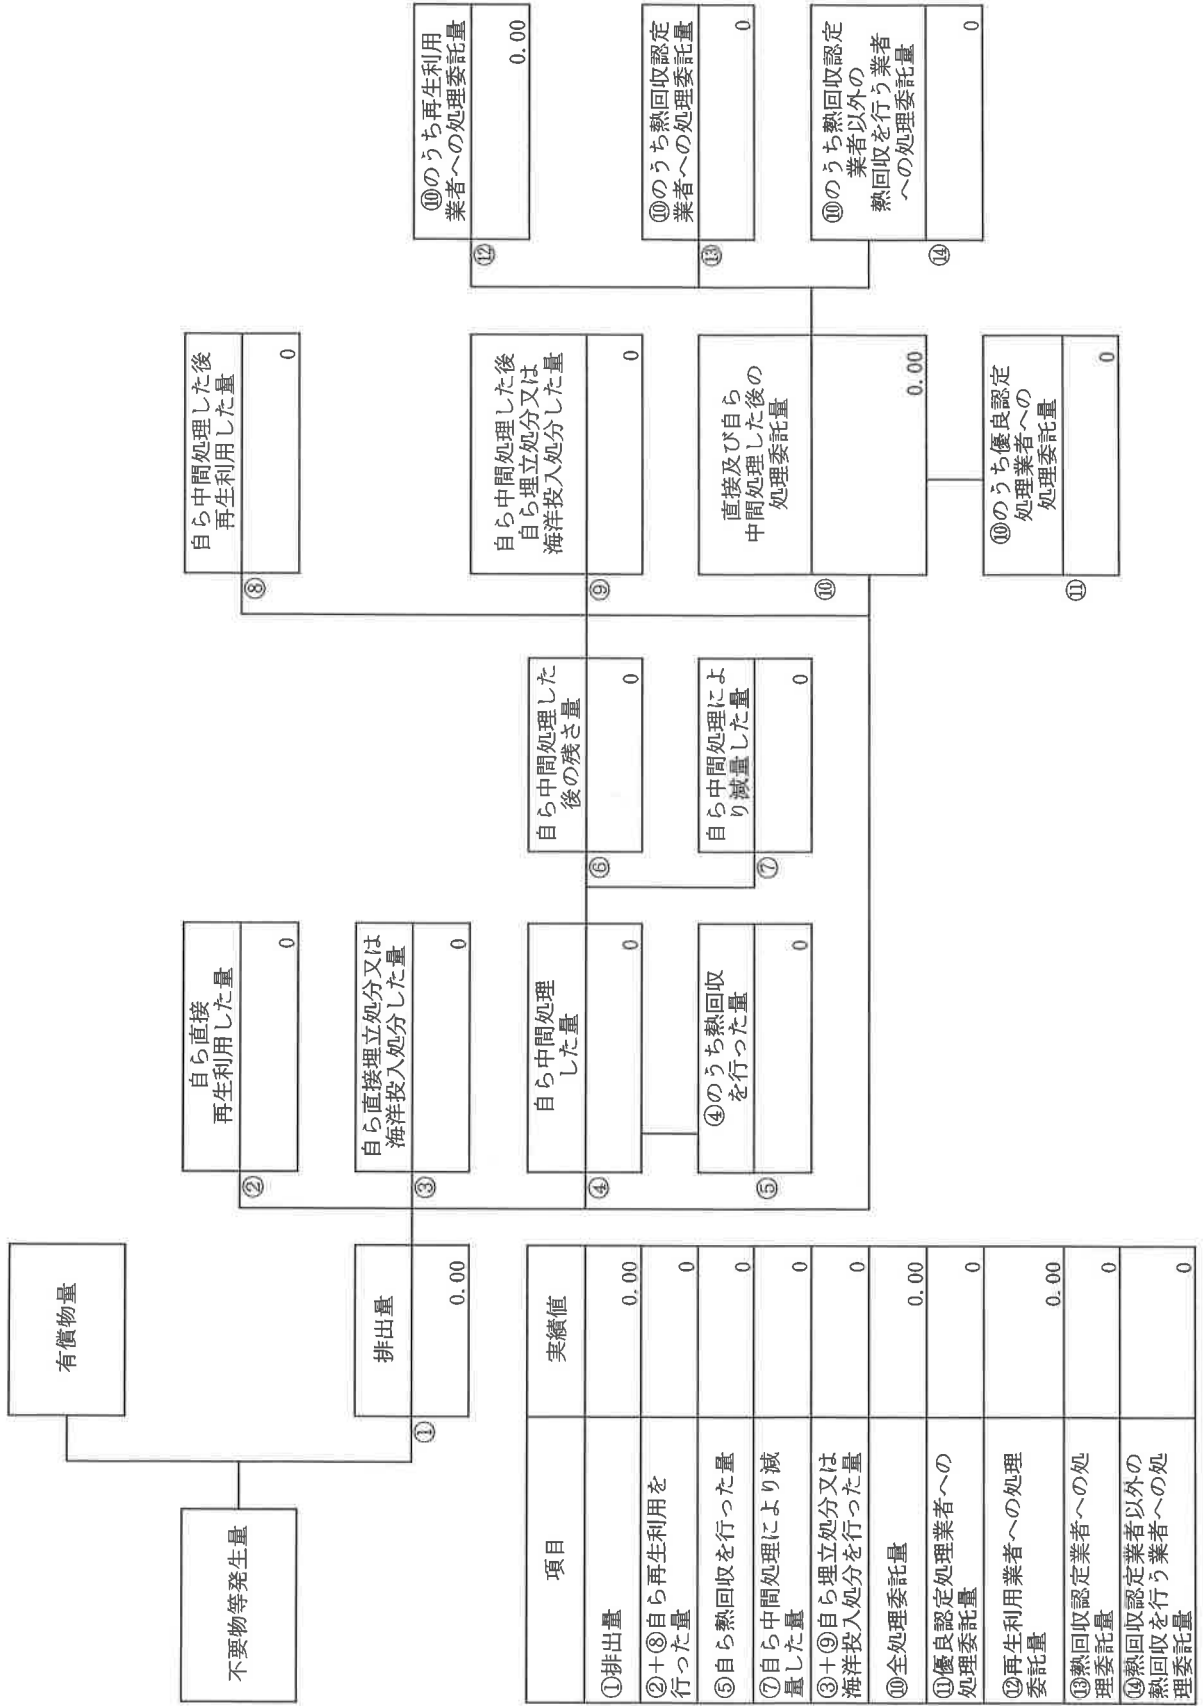 有償物量
不要物等発生量
排出量
①
0.00
自ら直接
再生利用した量
②
0
自ら直接埋立処分又は
海洋投入処分した量
③
0
自ら中間処理
した量
④
0
④のうち熱回収
を行った量
⑤
0
自ら中間処理した
後の残さ量
⑥
0
自ら中間処理によ
り減量した量
⑦
0
自ら中間処理した後
再生利用した量
⑧
0
自ら中間処理した後
自ら埋立処分又は
海洋投入処分した量
⑨
0
直接及び自ら
中間処理した後の
処理委託量
⑩
0.00
⑩のうち優良認定
処理業者への
処理委託量
⑪
0
⑩のうち再生利用
業者への処理委託量
⑫
0.00
⑩のうち熱回収認定
業者への処理委託量
⑬
0
⑩のうち熱回収認定
業者以外の
熱回収を行う業者
への処理委託量
⑭
0
項目 実績値
①排出量 0.00
②+⑧自ら再生利用を
行った量 0
⑤自ら熱回収を行った量 0
⑦自ら中間処理により減
量した量 0
③+⑨自ら埋立処分又は
海洋投入処分を行った量 0
⑩全処理委託量 0.00
⑪優良認定処理業者への
処理委託量 0
⑫再生利用業者への処理
委託量 0.00
⑬熱回収認定業者への処
理委託量 0
⑭熱回収認定業者以外の
熱回収を行う業者への処
理委託量 0